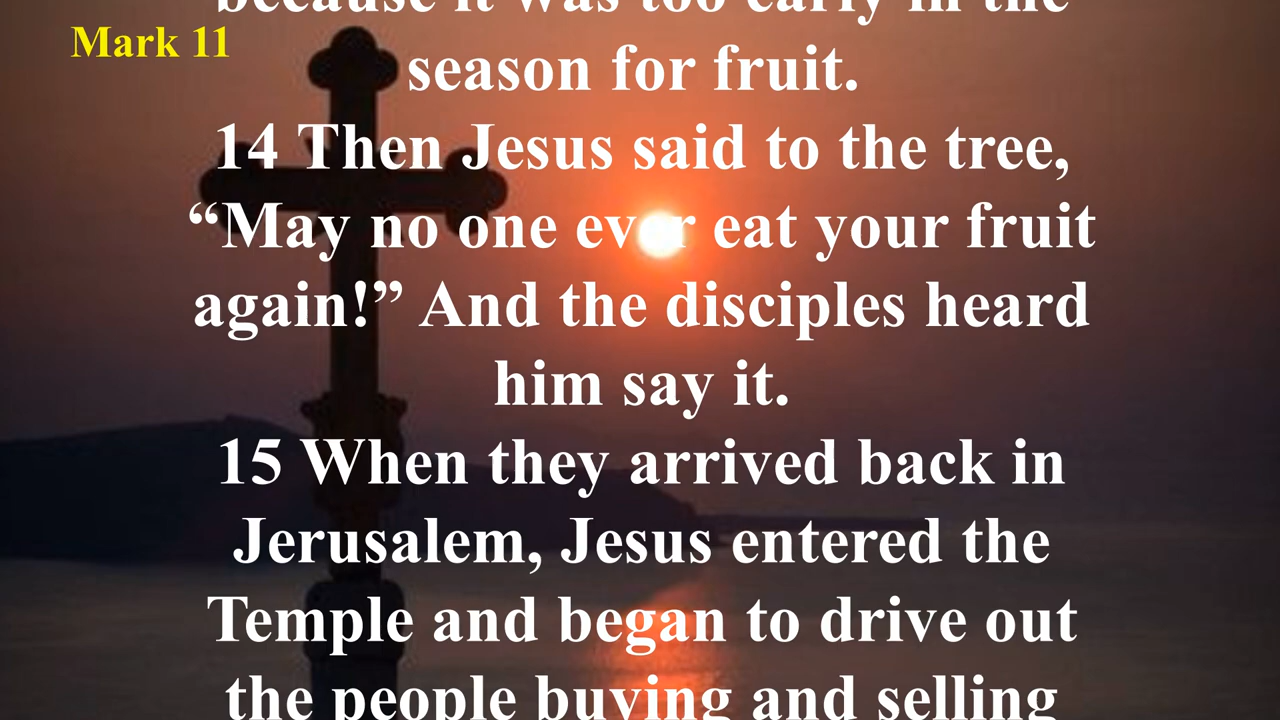 Mark 11
because it was too early in the
season for fruit.
14 Then Jesus said to the tree,
“May no one ever eat your fruit
again!” And the disciples heard
him say it.
15 When they arrived back in
Jerusalem, Jesus entered the
Temple and began to drive out
the people buying and selling